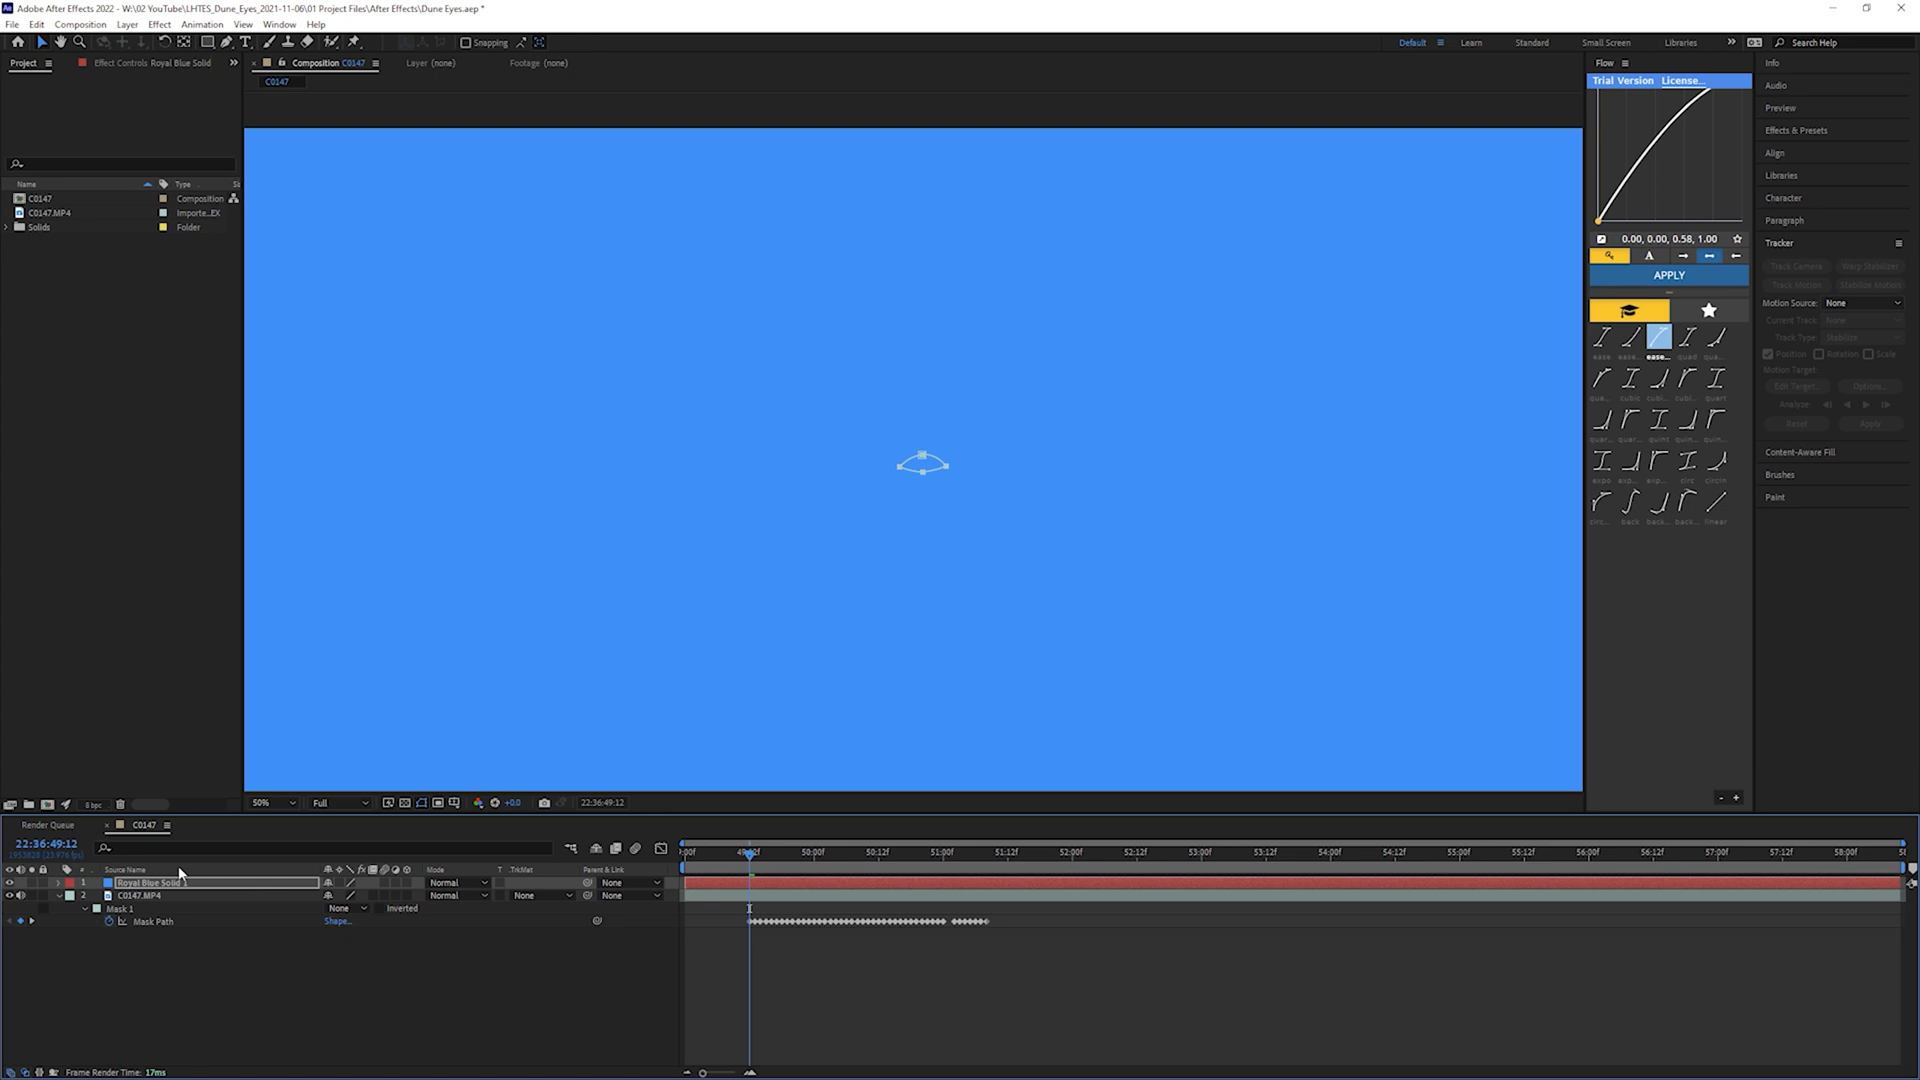 Adobe After Effects 2022 - W:\02 YouTube\LHTES_Dune_Eyes_2021-11-06\01 Project Files\After Effects\Dune Eyes.aep *
File Edit Composition Layer Effect Animation View Window Help
Snapping
Default Learn Standard Small Screen Libraries Search Help
Project Effect Controls Royal Blue Solid
Composition C0147 Layer (none) Footage (none)
C0147
Flow
Trial Version License...
0.00, 0.00, 0.58, 1.00
A
APPLY
ease ease... ease... quad qua...
qua... cubic cubi... cubi... quart
quar... quar... quint quin... quin...
expo exp... exp... circ circIn
circ... back back... back... linear
Info
Audio
Preview
Effects & Presets
Align
Libraries
Character
Paragraph
Tracker
Track Camera Warp Stabilizer
Track Motion Stabilize Motion
Motion Source: None
Current Track: None
Track Type: Stabilize
Position Rotation Scale
Motion Target:
Edit Target... Options...
Analyze:
Reset Apply
Content-Aware Fill
Brushes
Paint
Name Type
C0147 Composition
C0147.MP4 Importe...EX
Solids Folder
8 bpc
50% Full +0.0 22:36:49:12
Render Queue C0147
22:36:49:12
1953828 (23.976 fps)
# Source Name Mode T .TrkMat Parent & Link
1 Royal Blue Solid 1 Normal None
2 C0147.MP4 Normal None None
Mask 1 None Inverted
Mask Path Shape...
50:00f 50:12f 51:00f 51:12f 52:00f 52:12f 53:00f 53:12f 54:00f 54:12f 55:00f 55:12f 56:00f 56:12f 57:00f 57:12f 58:00f
Frame Render Time: 17ms